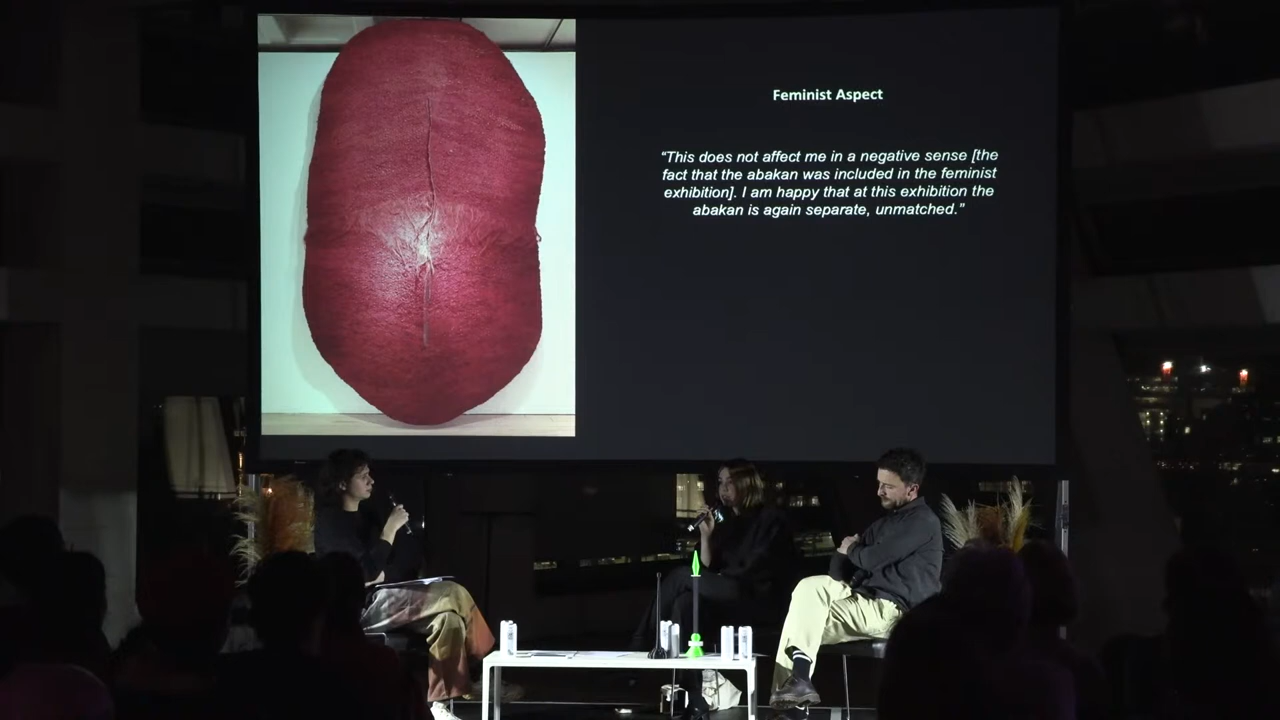 Feminist Aspect
“This does not affect me in a negative sense [the
fact that the abakan was included in the feminist
exhibition]. I am happy that at this exhibition the
abakan is again separate, unmatched.”